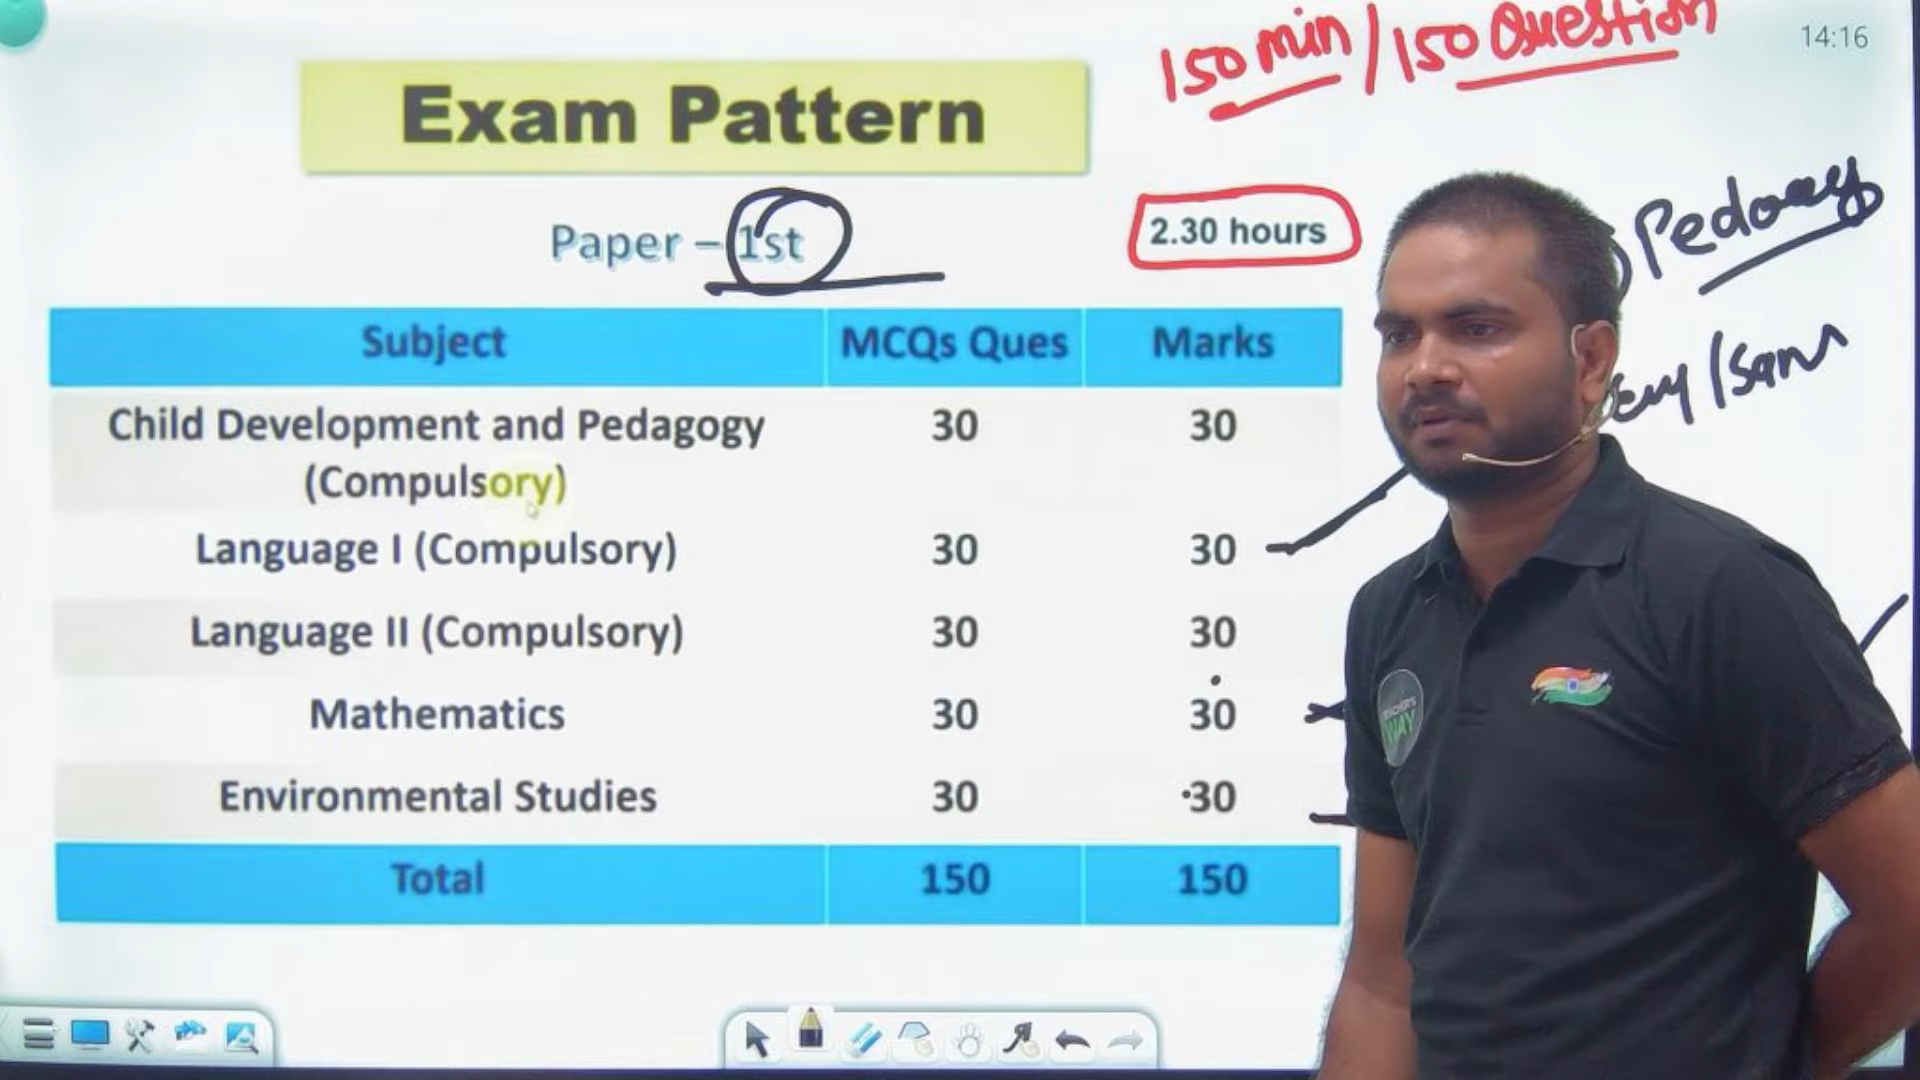 150 min / 150 Question
14:16
Exam Pattern
Paper – 1st
2.30 hours
Subject MCQs Ques Marks
Child Development and Pedagogy
(Compulsory) 30 30
Language I (Compulsory) 30 30
Language II (Compulsory) 30 30
Mathematics 30 30
Environmental Studies 30 30
Total 150 150
WAY